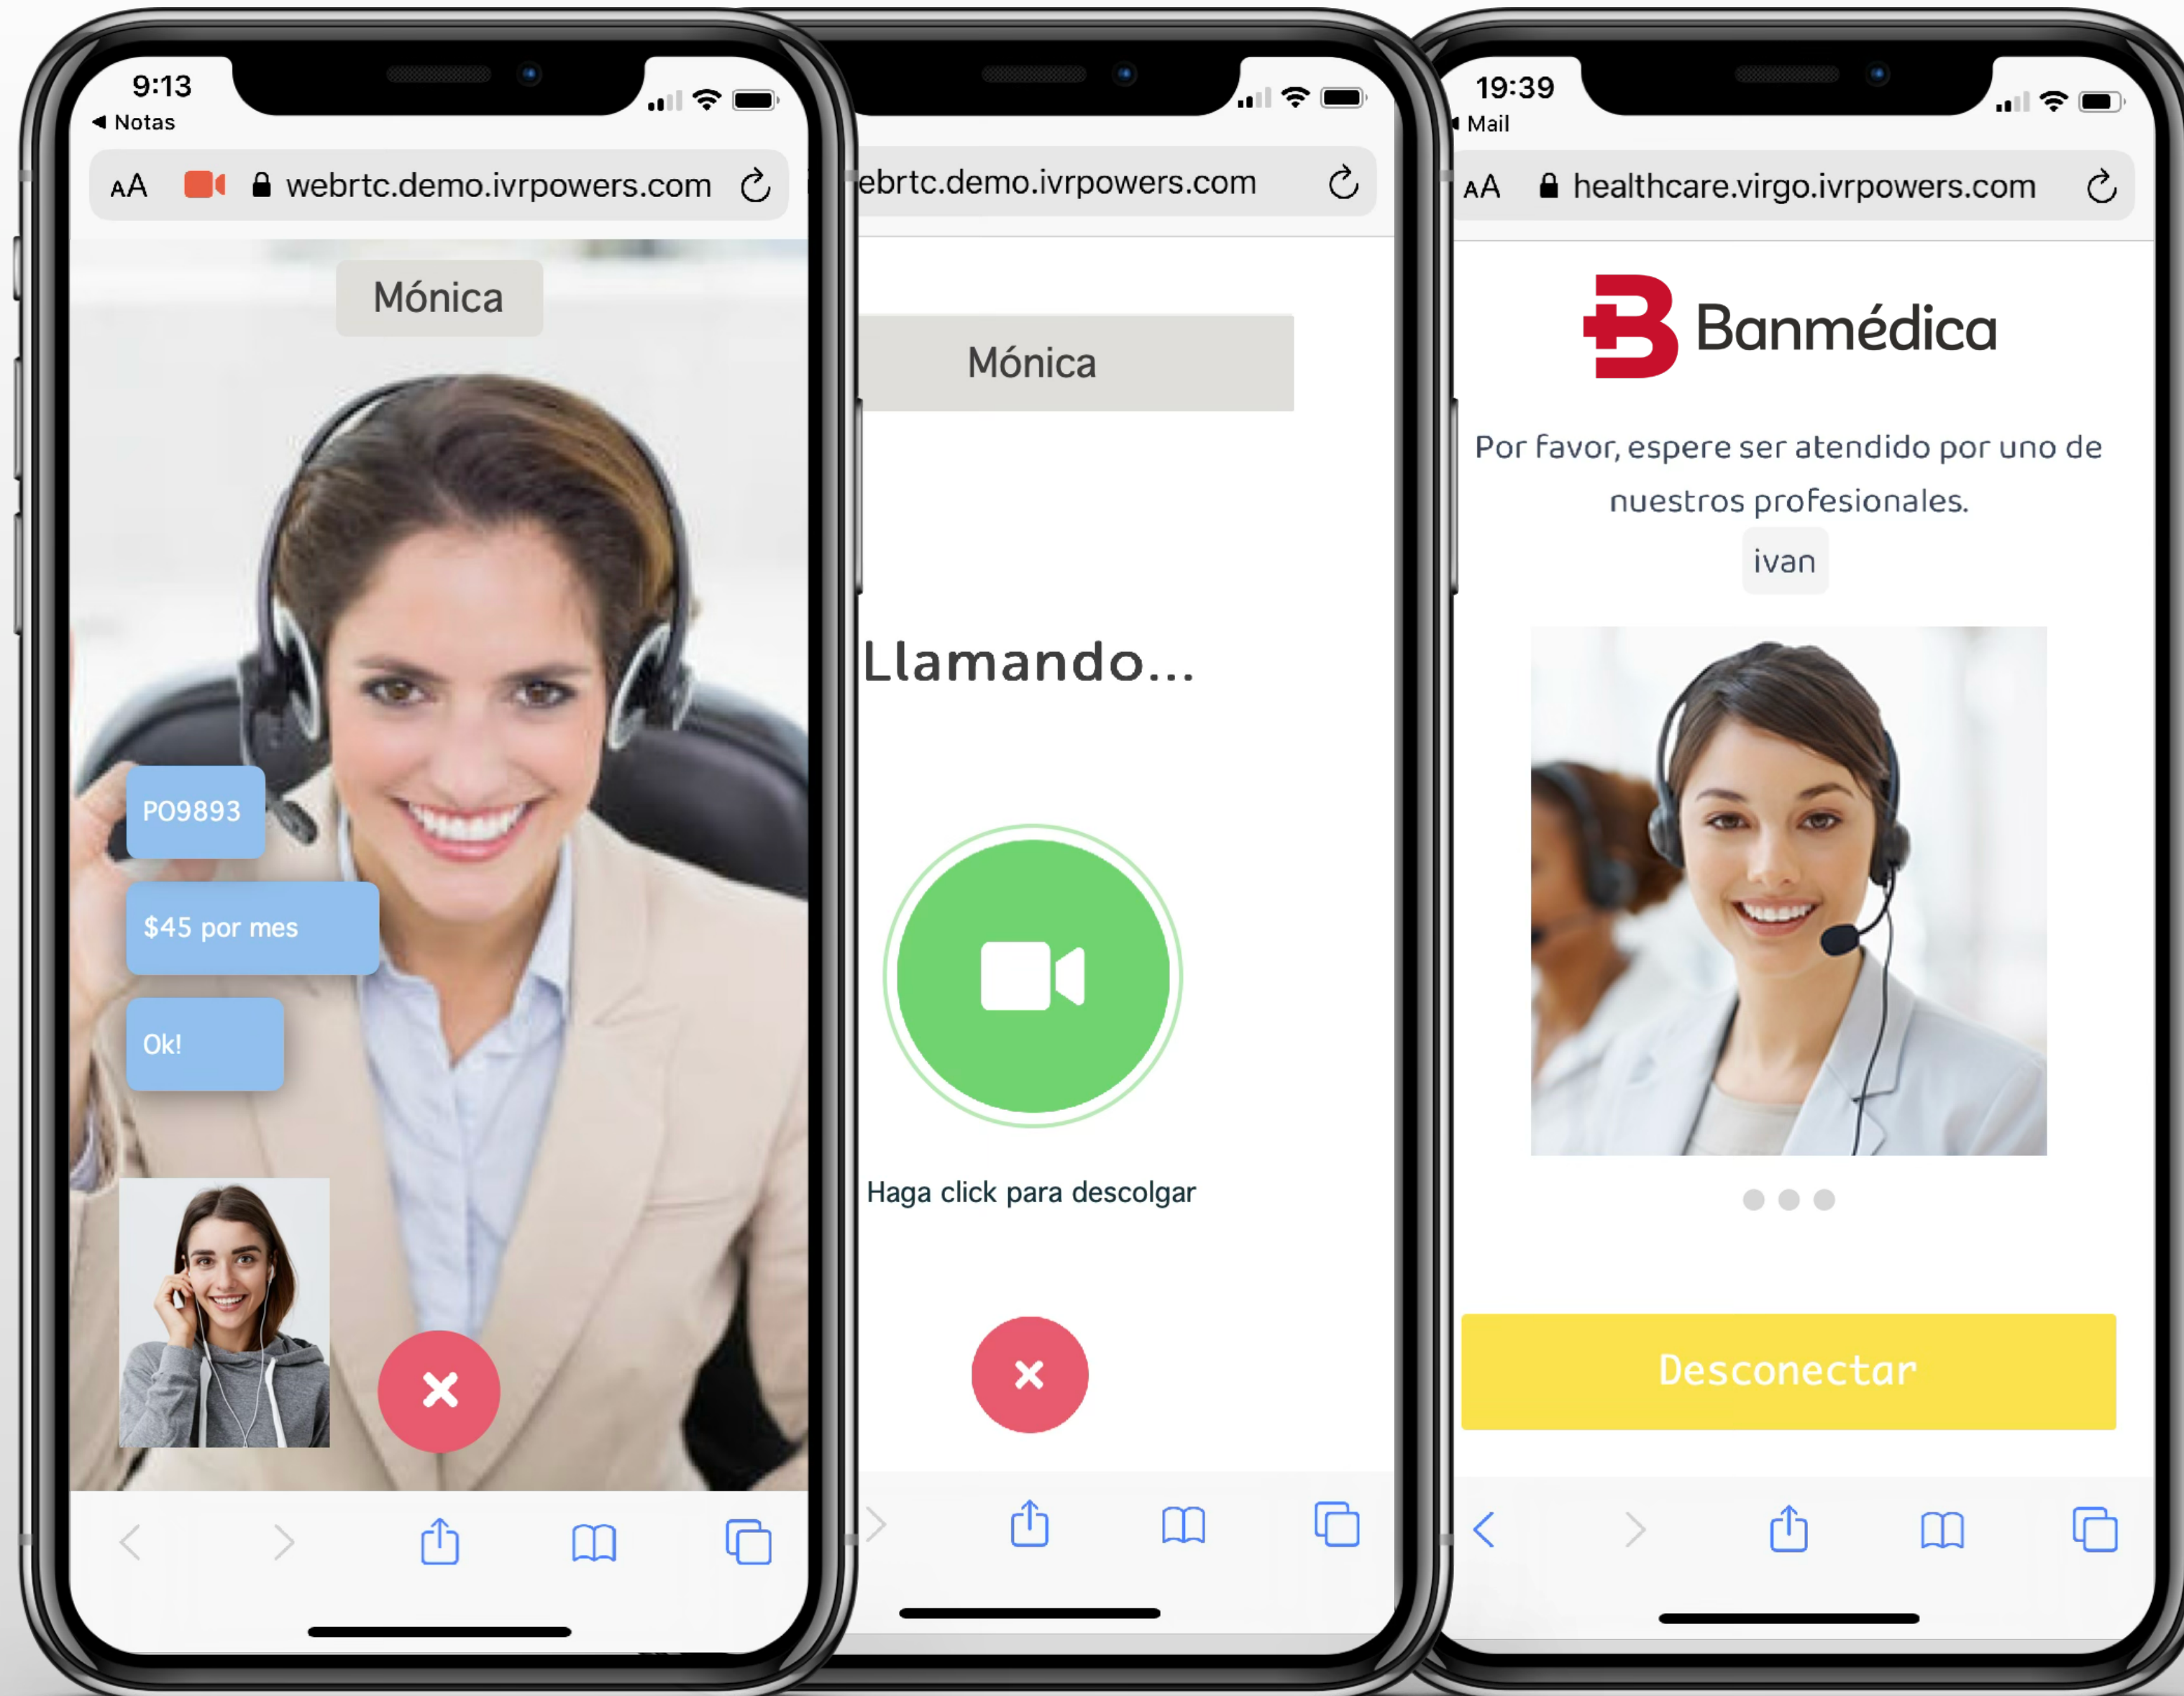 9:13
Notas
AA webrtc.demo.ivrpowers.com
Mónica
PO9893
$45 por mes
Ok!
ebrtc.demo.ivrpowers.com
Mónica
Llamando...
Haga click para descolgar
19:39
Mail
AA healthcare.virgo.ivrpowers.com
Banmédica
Por favor, espere ser atendido por uno de
nuestros profesionales.
ivan
Desconectar